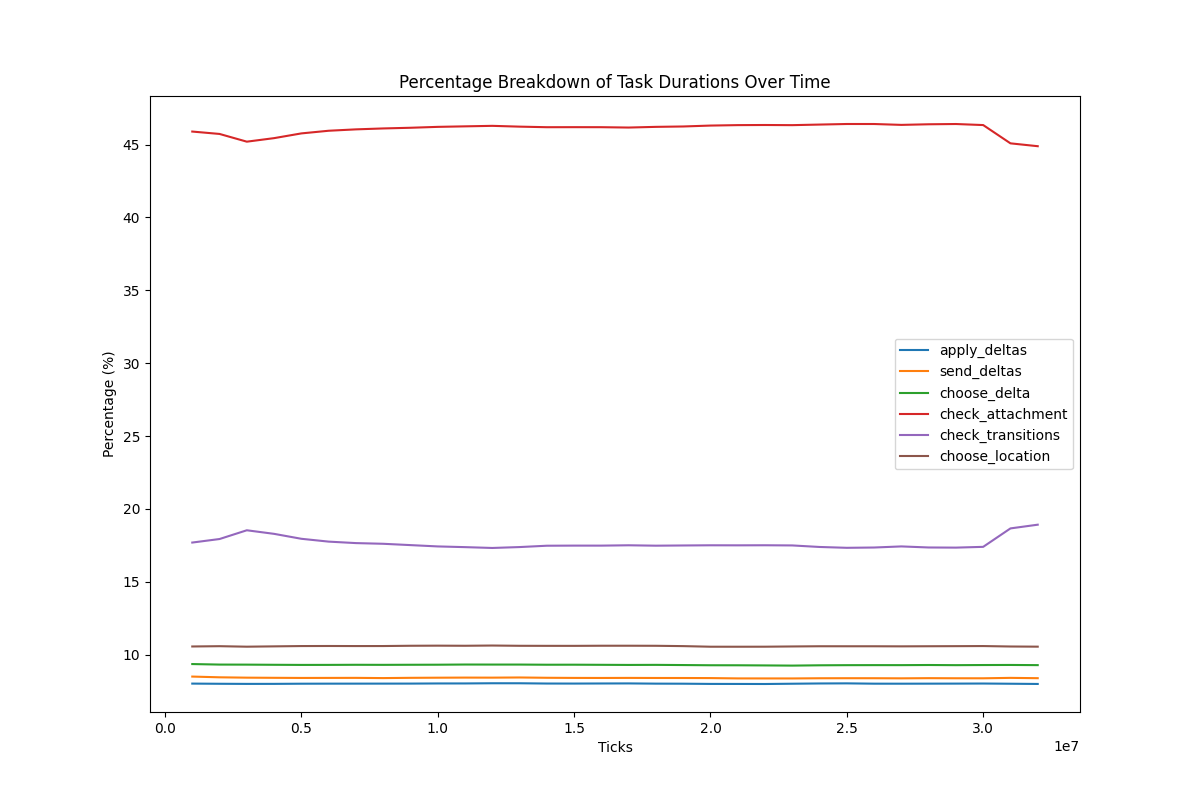 Percentage Breakdown of Task Durations Over Time
Percentage (%)
45
40
35
30
25
20
15
10
apply_deltas
send_deltas
choose_delta
check_attachment
check_transitions
choose_location
0.0 0.5 1.0 1.5 2.0 2.5 3.0
Ticks
1e7